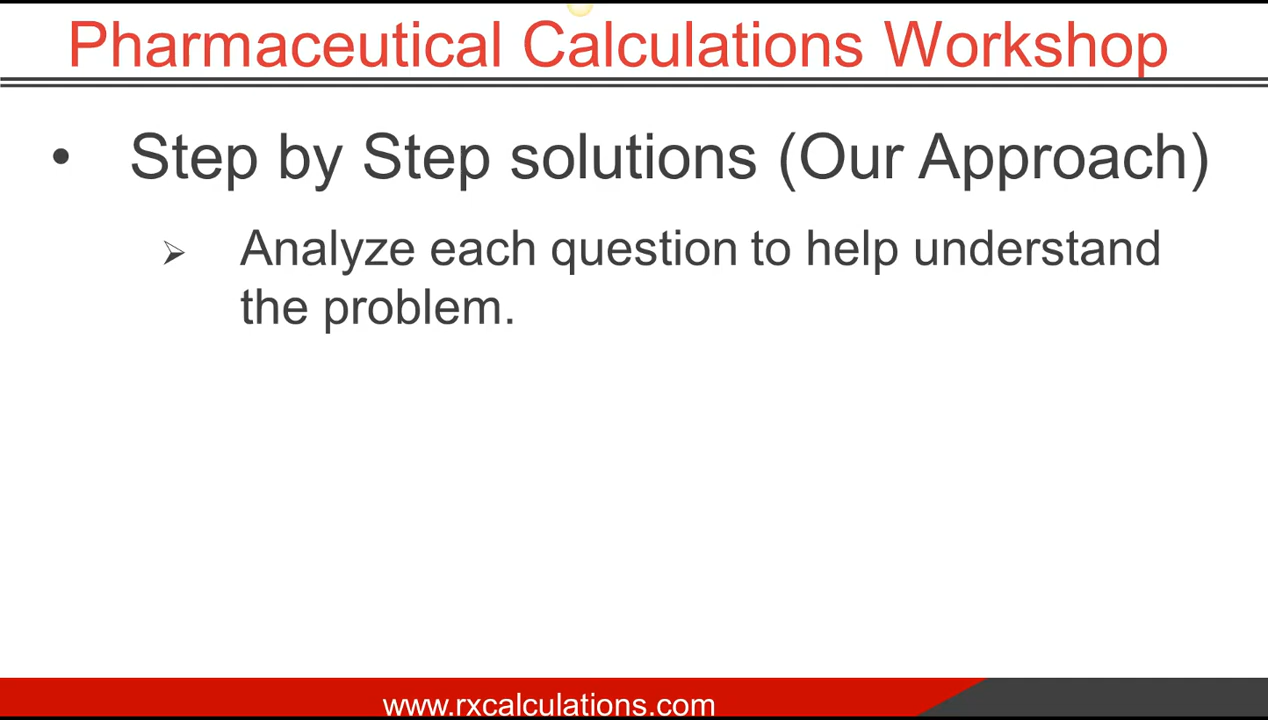 Pharmaceutical Calculations Workshop
• Step by Step solutions (Our Approach)
➢ Analyze each question to help understand
the problem.
www.rxcalculations.com